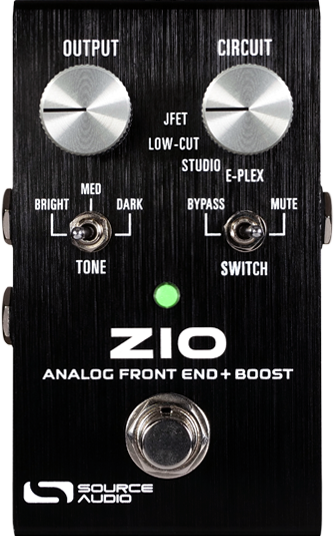 OUTPUT
CIRCUIT
JFET
LOW-CUT
STUDIO
E-PLEX
BRIGHT
MED
DARK
TONE
BYPASS
MUTE
SWITCH
ZIO
ANALOG FRONT END + BOOST
SOURCE
AUDIO